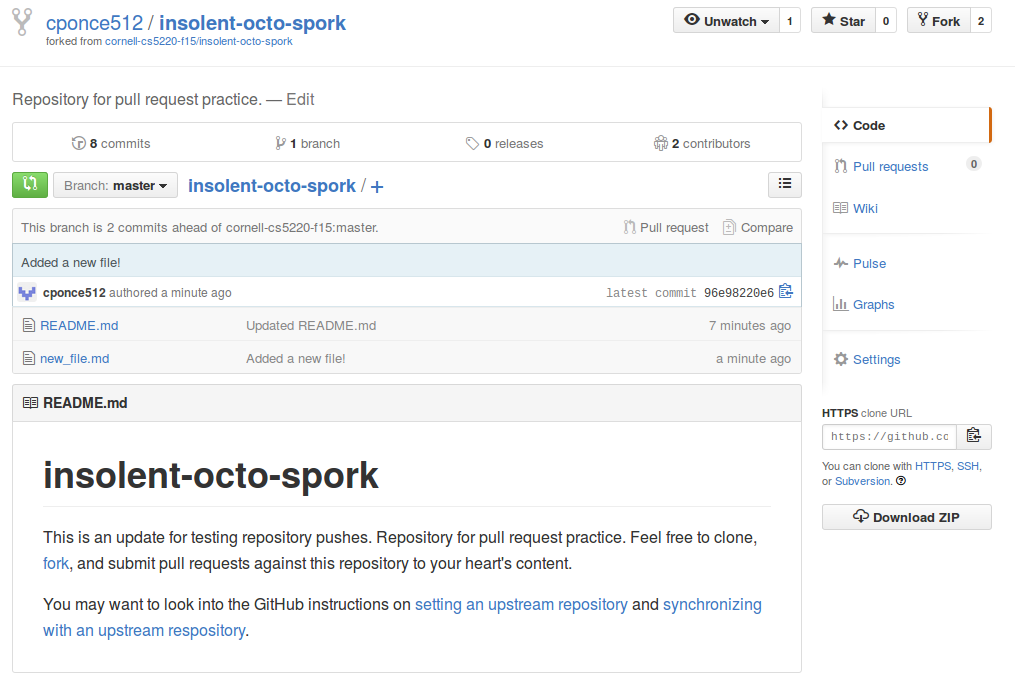 cponce512 / insolent-octo-spork
forked from cornell-cs5220-f15/insolent-octo-spork
Unwatch 1 Star 0 Fork 2
Repository for pull request practice. — Edit
8 commits 1 branch 0 releases 2 contributors
Branch: master insolent-octo-spork / +
This branch is 2 commits ahead of cornell-cs5220-f15:master. Pull request Compare
Added a new file!
cponce512 authored a minute ago latest commit 96e98220e6
README.md Updated README.md 7 minutes ago
new_file.md Added a new file! a minute ago
README.md
insolent-octo-spork
This is an update for testing repository pushes. Repository for pull request practice. Feel free to clone,
fork, and submit pull requests against this repository to your heart's content.
You may want to look into the GitHub instructions on setting an upstream repository and synchronizing
with an upstream respository.
Code
Pull requests 0
Wiki
Pulse
Graphs
Settings
HTTPS clone URL
https://github.cc
You can clone with HTTPS, SSH,
or Subversion.
Download ZIP